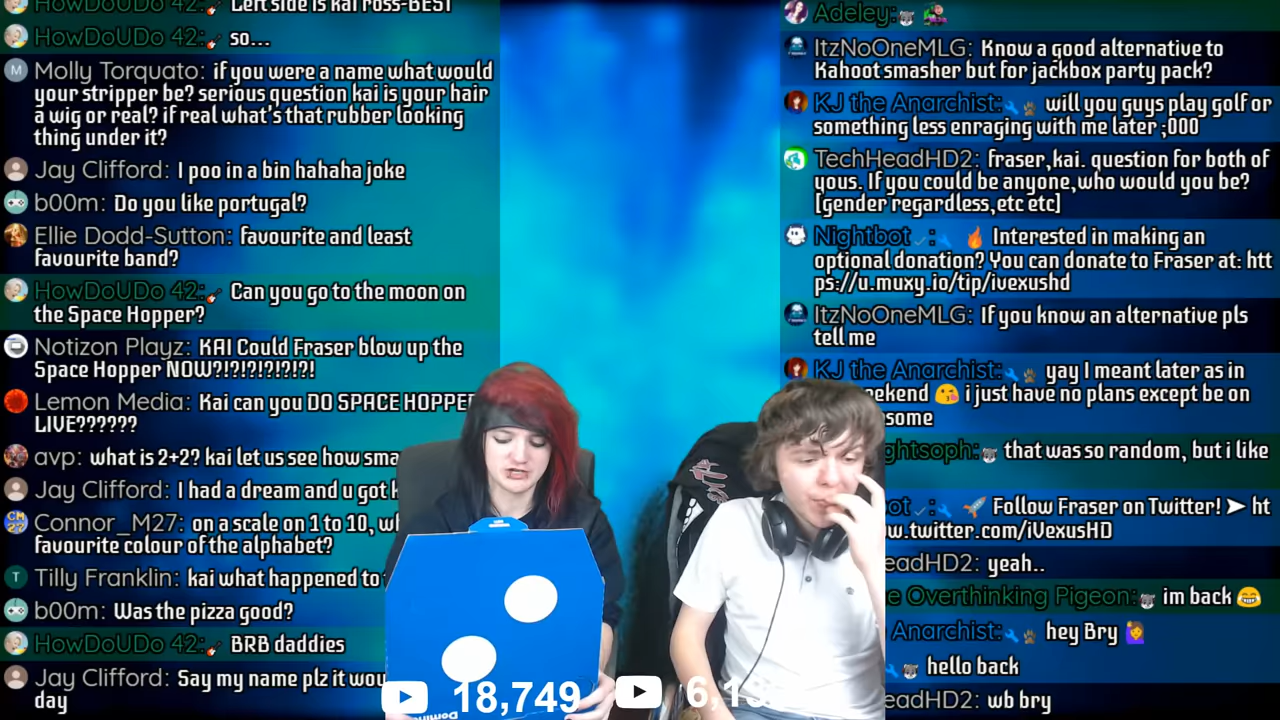 HowDoUDo 42: Left side is kai ross-BEST
HowDoUDo 42: so...
Molly Torquato: if you were a name what would
your stripper be? serious question kai is your hair
a wig or real? if real what's that rubber looking
thing under it?
Jay Clifford: I poo in a bin hahaha joke
b00m: Do you like portugal?
Ellie Dodd-Sutton: favourite and least
favourite band?
HowDoUDo 42: Can you go to the moon on
the Space Hopper?
Notizon Playz: KAI Could Fraser blow up the
Space Hopper NOW?!?!?!?!?!?!
Lemon Media: Kai can you DO SPACE HOPPER
LIVE??????
avp: what is 2+2? kai let us see how sma
Jay Clifford: I had a dream and u got
Connor_M27: on a scale on 1 to 10,
favourite colour of the alphabet?
Tilly Franklin: kai what happened to
b00m: Was the pizza good?
HowDoUDo 42: BRB daddies
Jay Clifford: Say my name plz it wou
day
18,749
Adeley:
ItzNoOneMLG: Know a good alternative to
Kahoot smasher but for jackbox party pack?
KJ the Anarchist: will you guys play golf or
something less enraging with me later ;000
TechHeadHD2: fraser,kai. question for both of
yous. If you could be anyone,who would you be?
[gender regardless,etc etc]
Nightbot: Interested in making an
optional donation? You can donate to Fraser at: htt
ps://u.muxy.io/tip/ivexushd
ItzNoOneMLG: If you know an alternative pls
tell me
KJ the Anarchist: yay I meant later as in
eekend 😘 i just have no plans except be on
some
ghtsoph: that was so random, but i like
ot: 🚀 Follow Fraser on Twitter! ➤ ht
w.twitter.com/iVexusHD
eadHD2: yeah..
e Overthinking Pigeon: im back 😂
Anarchist: hey Bry 🙋‍♀️
hello back
eadHD2: wb bry
6,1